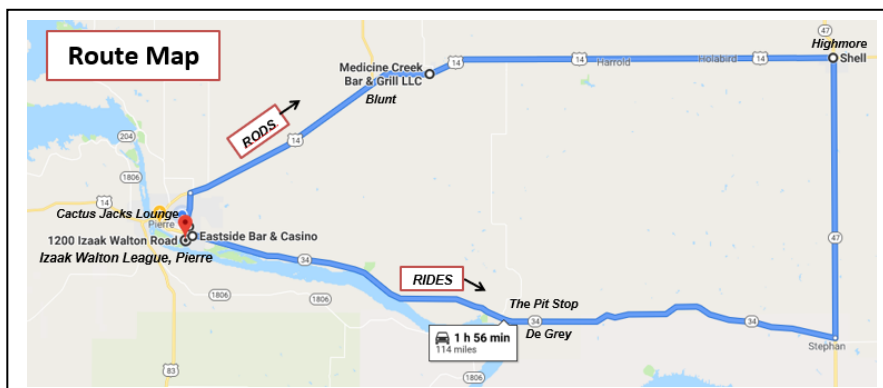 Route Map
47
Highmore
Shell
Medicine Creek
Bar & Grill LLC
Blunt
14
14
Harrold
Holabird
14
RODS.
14
204
1806
14
Cactus Jacks Lounge
Pierre
1200 Izaak Walton Road
Eastside Bar & Casino
Izaak Walton League, Pierre
34
47
RIDES
1806
1806
The Pit Stop
34
De Grey
34
1 h 56 min
114 miles
Stephan
83
1806